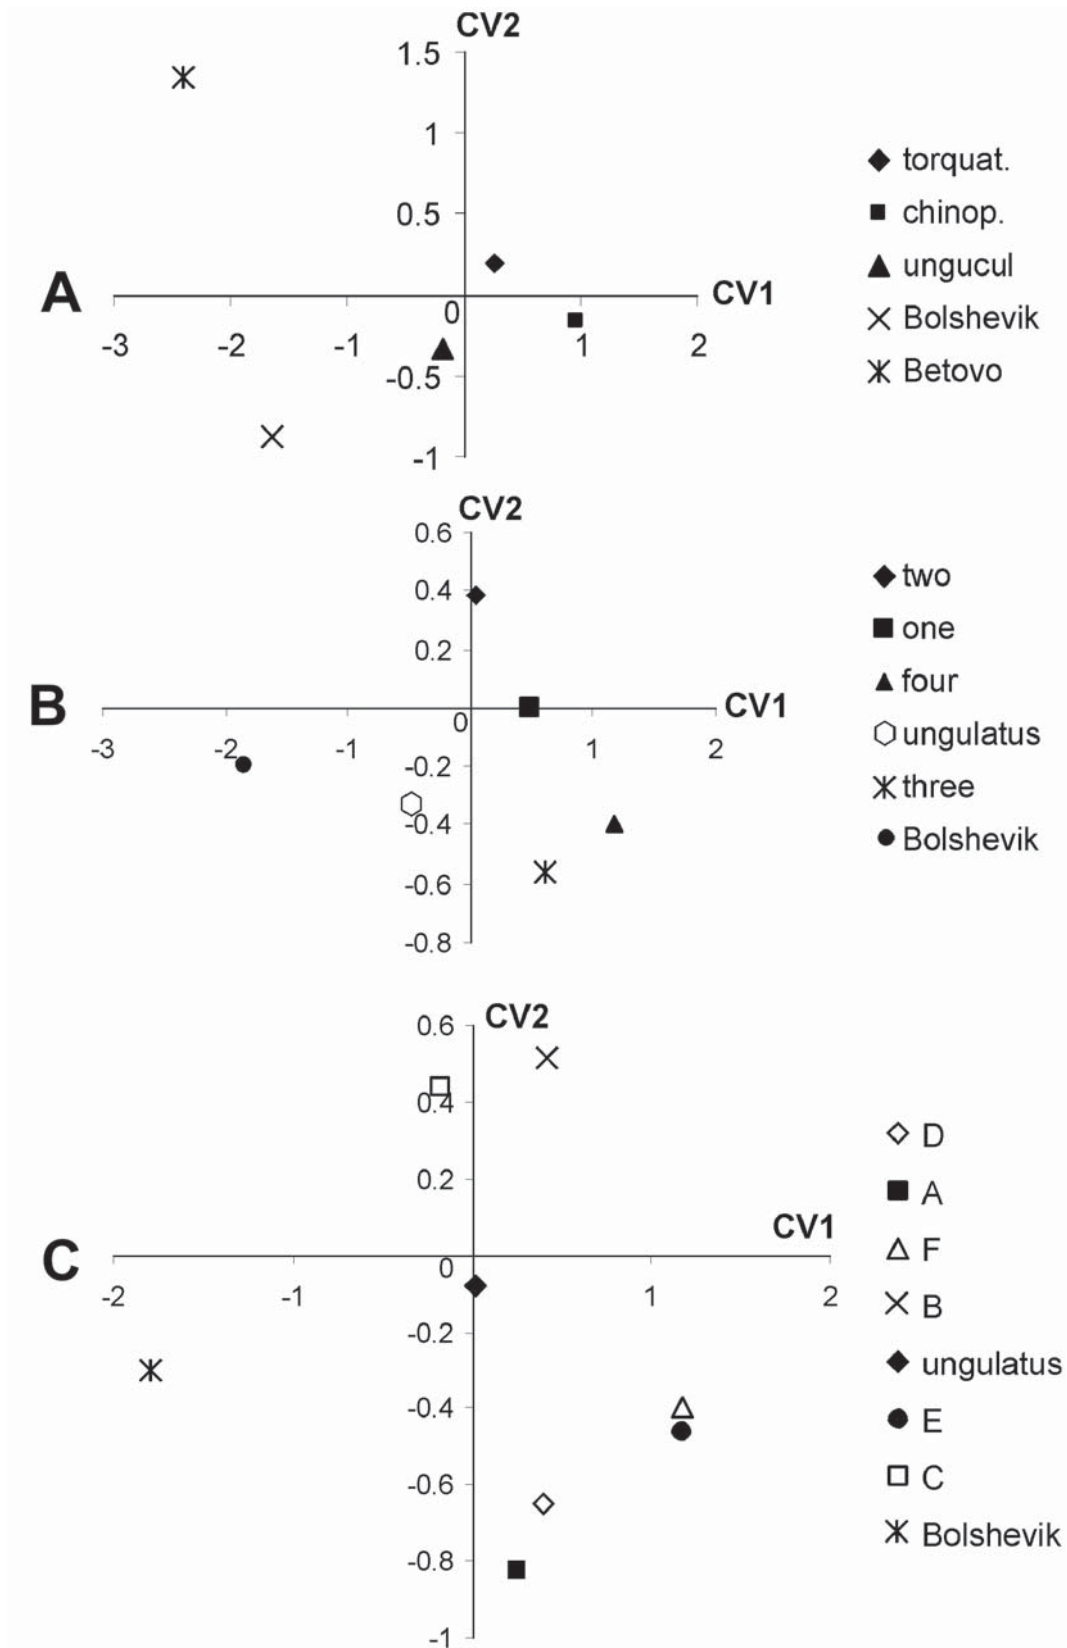 CV2
1.5
1
0.5
A
CV1
0
-3 -2 -1 1 2
-0.5
-1
torquat.
chinop.
ungucul
Bolshevik
Betovo
CV2
0.6
0.4
0.2
B
CV1
0
-3 -2 -1 1 2
-0.2
-0.4
-0.6
-0.8
two
one
four
ungulatus
three
Bolshevik
CV2
0.6
0.4
0.2
CV1
C
0
-2 -1 1 2
-0.2
-0.4
-0.6
-0.8
-1
D
A
F
B
ungulatus
E
C
Bolshevik